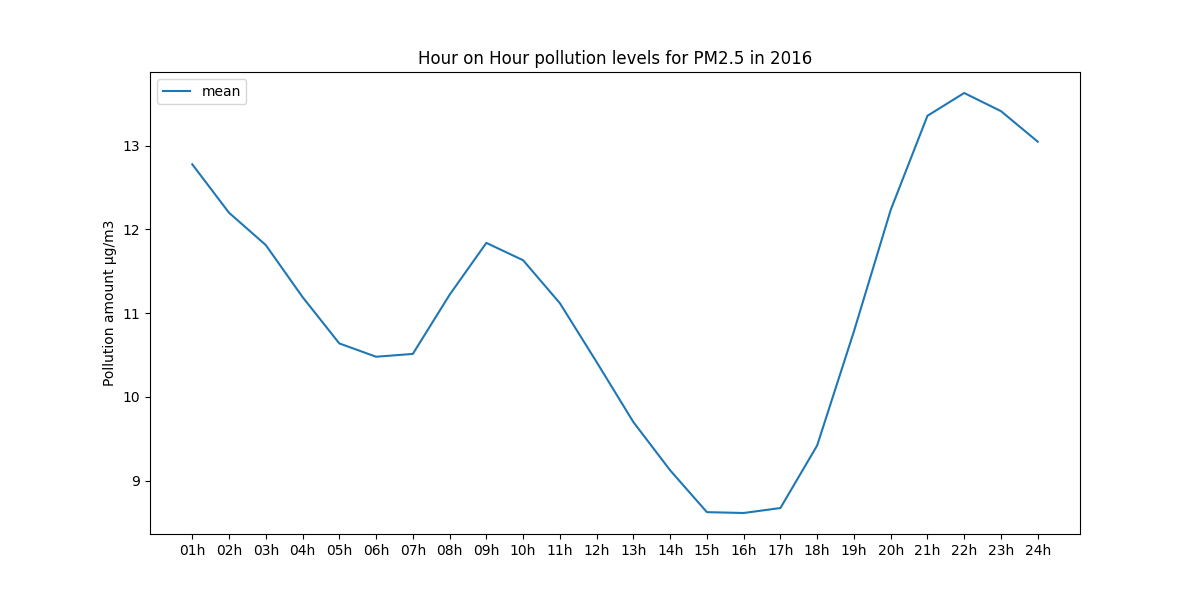 Hour on Hour pollution levels for PM2.5 in 2016
mean
Pollution amount µg/m3
13
12
11
10
9
01h 02h 03h 04h 05h 06h 07h 08h 09h 10h 11h 12h 13h 14h 15h 16h 17h 18h 19h 20h 21h 22h 23h 24h